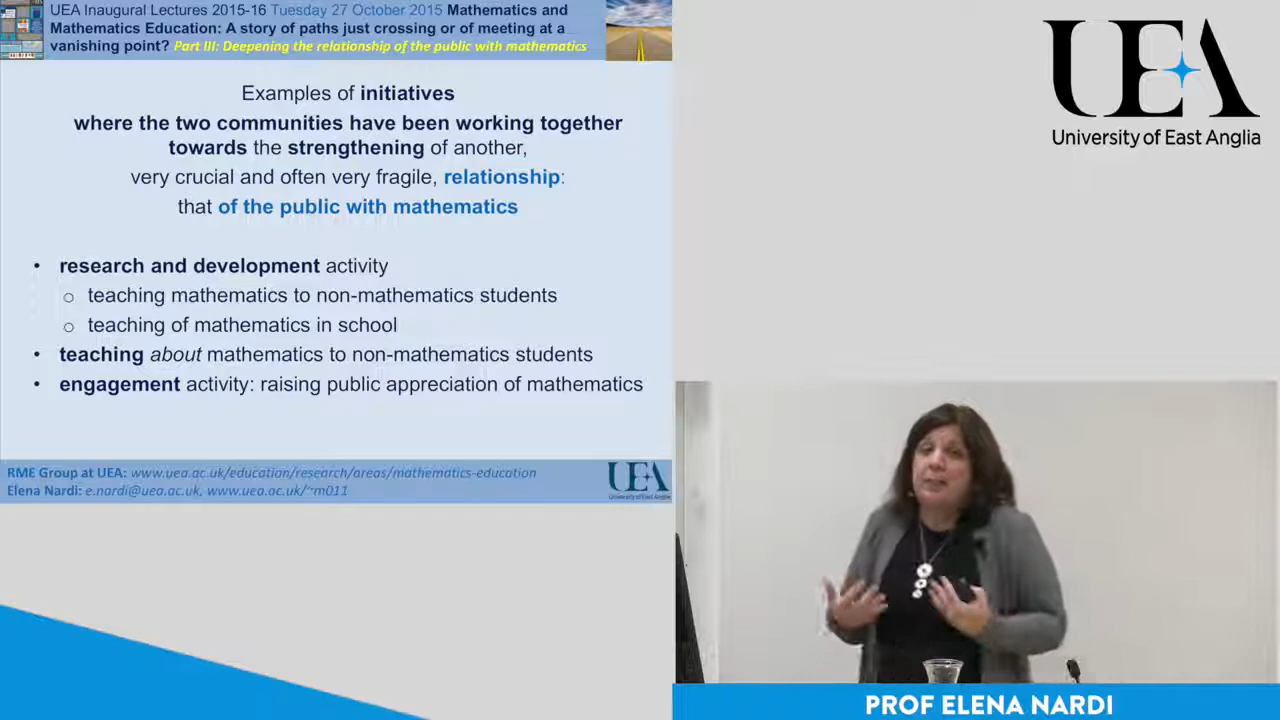 UEA Inaugural Lectures 2015-16 Tuesday 27 October 2015 Mathematics and
Mathematics Education: A story of paths just crossing or of meeting at a
vanishing point? Part III: Deepening the relationship of the public with mathematics
Examples of initiatives
where the two communities have been working together
towards the strengthening of another,
very crucial and often very fragile, relationship:
that of the public with mathematics
• research and development activity
o teaching mathematics to non-mathematics students
o teaching of mathematics in school
• teaching about mathematics to non-mathematics students
• engagement activity: raising public appreciation of mathematics
RME Group at UEA: www.uea.ac.uk/education/research/areas/mathematics-education
Elena Nardi: e.nardi@uea.ac.uk, www.uea.ac.uk/~m011
UEA
University of East Anglia
UEA
University of East Anglia
PROF ELENA NARDI